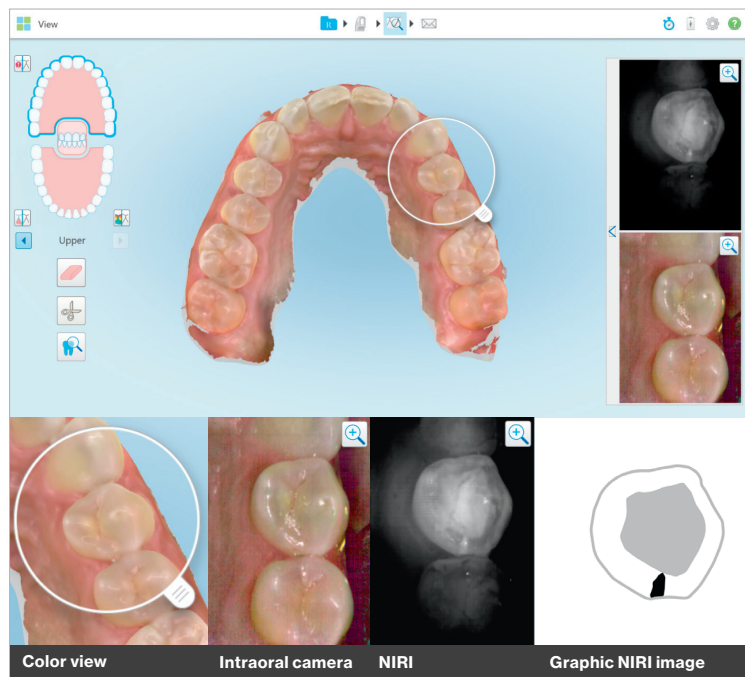 View
Upper
Color view
Intraoral camera
NIRI
Graphic NIRI image